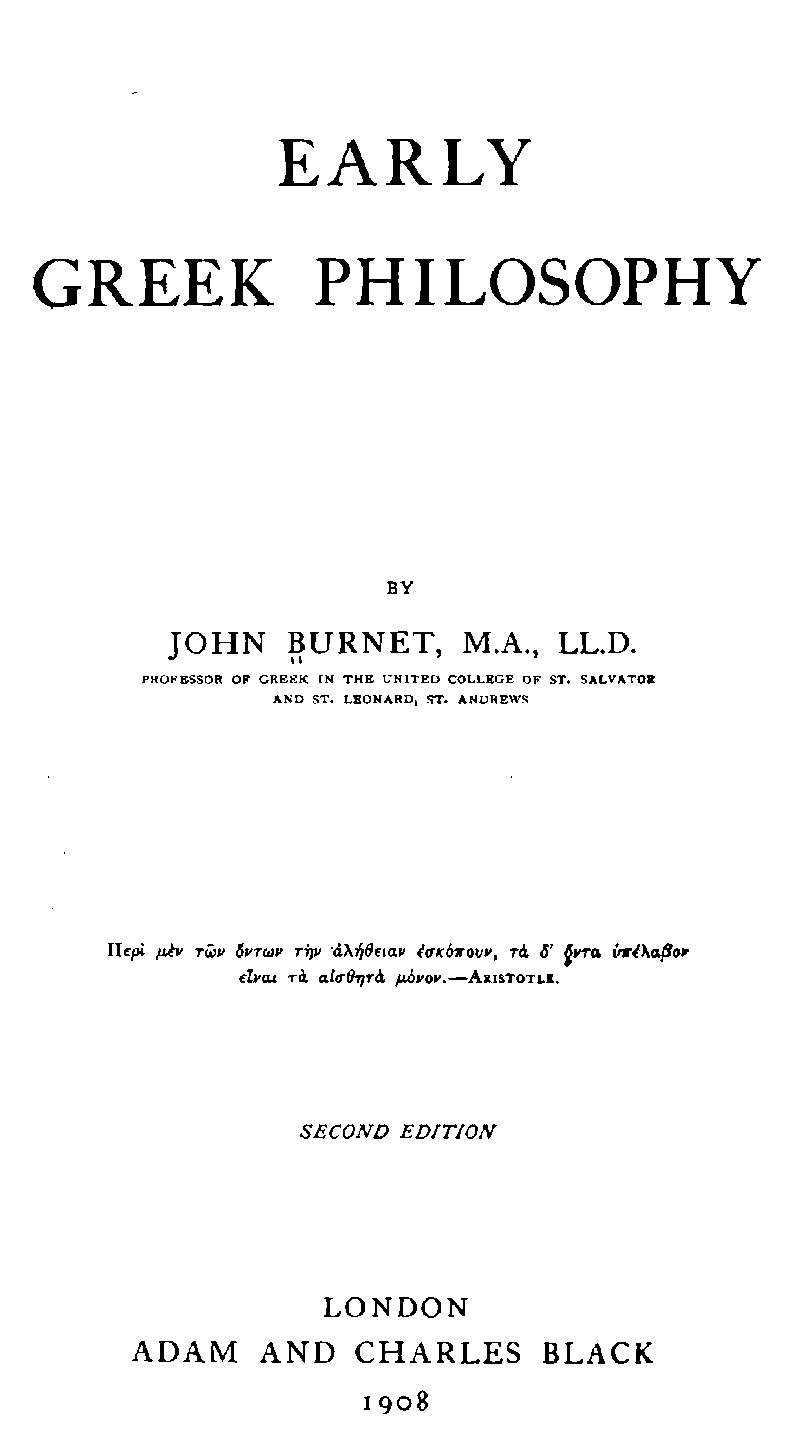 EARLY
GREEK PHILOSOPHY
BY
JOHN BURNET, M.A., LL.D.
PROFESSOR OF GREEK IN THE UNITED COLLEGE OF ST. SALVATOR
AND ST. LEONARD, ST. ANDREWS
Περὶ μὲν τῶν ὄντων τὴν ἀλήθειαν ἐσκόπουν, τὰ δ’ ὄντα ὑπέλαβον
εἶναι τὰ αἰσθητὰ μόνον.—ARISTOTLE.
SECOND EDITION
LONDON
ADAM AND CHARLES BLACK
1908